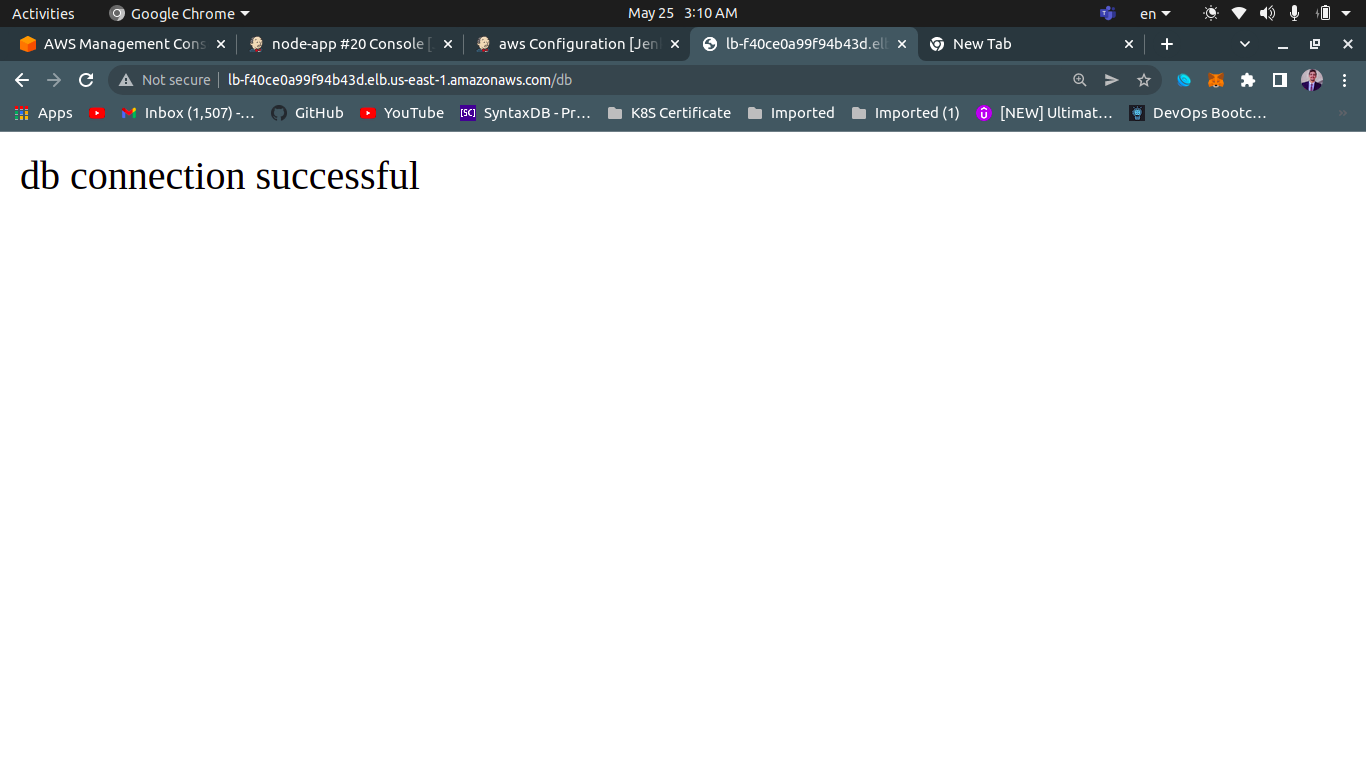 Activities Google Chrome May 25 3:10 AM en
AWS Management Cons node-app #20 Console [ aws Configuration [Jen lb-f40ce0a99f94b43d.el New Tab
Not secure lb-f40ce0a99f94b43d.elb.us-east-1.amazonaws.com/db
Apps Inbox (1,507) -... GitHub YouTube [SC] SyntaxDB - Pr... K8S Certificate Imported Imported (1) [NEW] Ultimat... DevOps Bootc... »
db connection successful